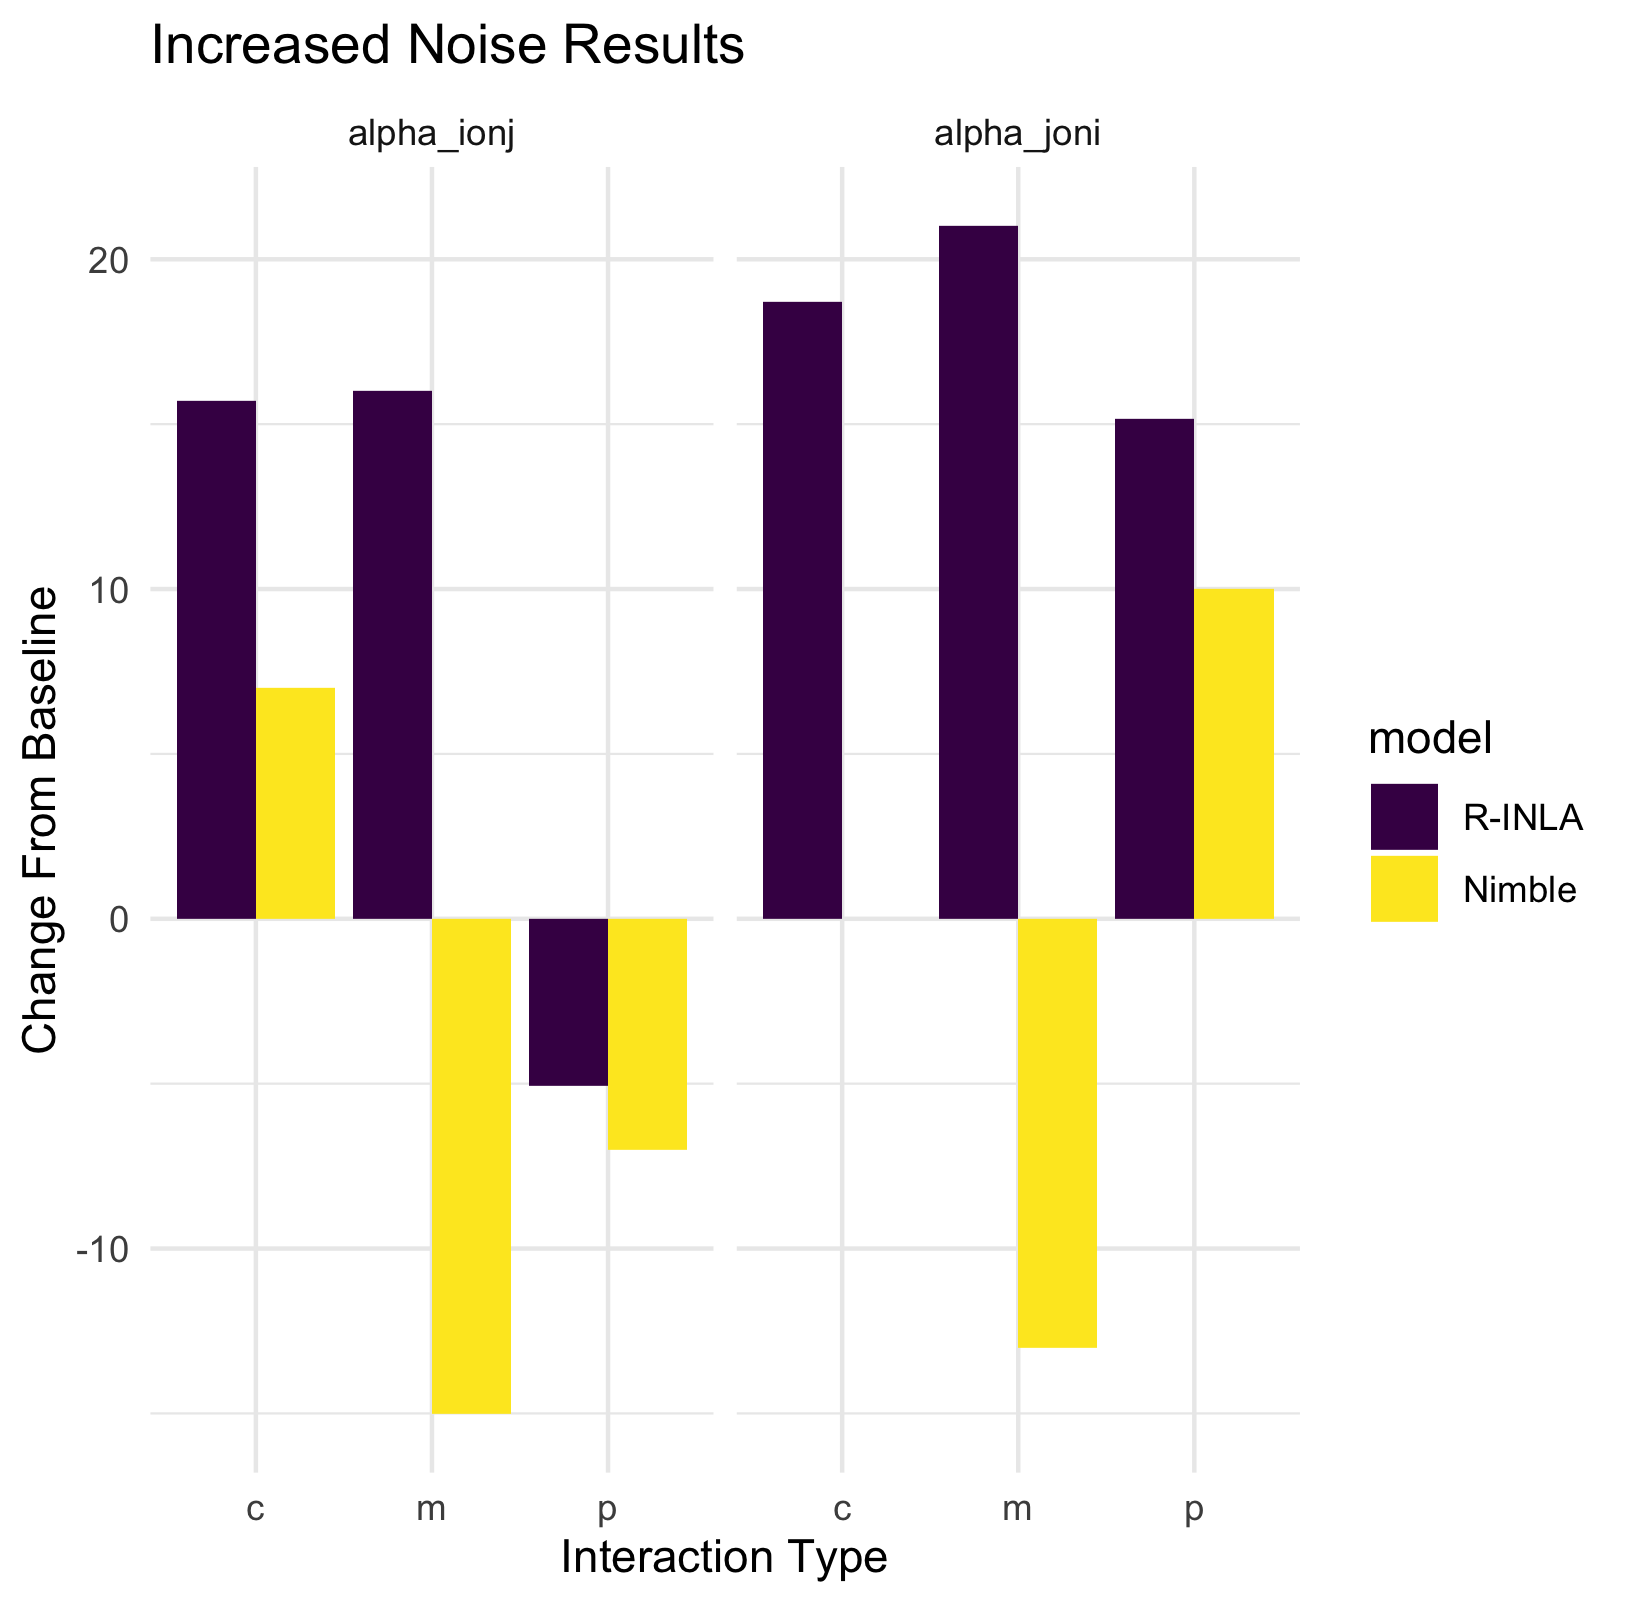 Increased Noise Results
alpha_ionj
alpha_joni
20
10
0
-10
Change From Baseline
c
m
p
c
m
p
Interaction Type
model
R-INLA
Nimble